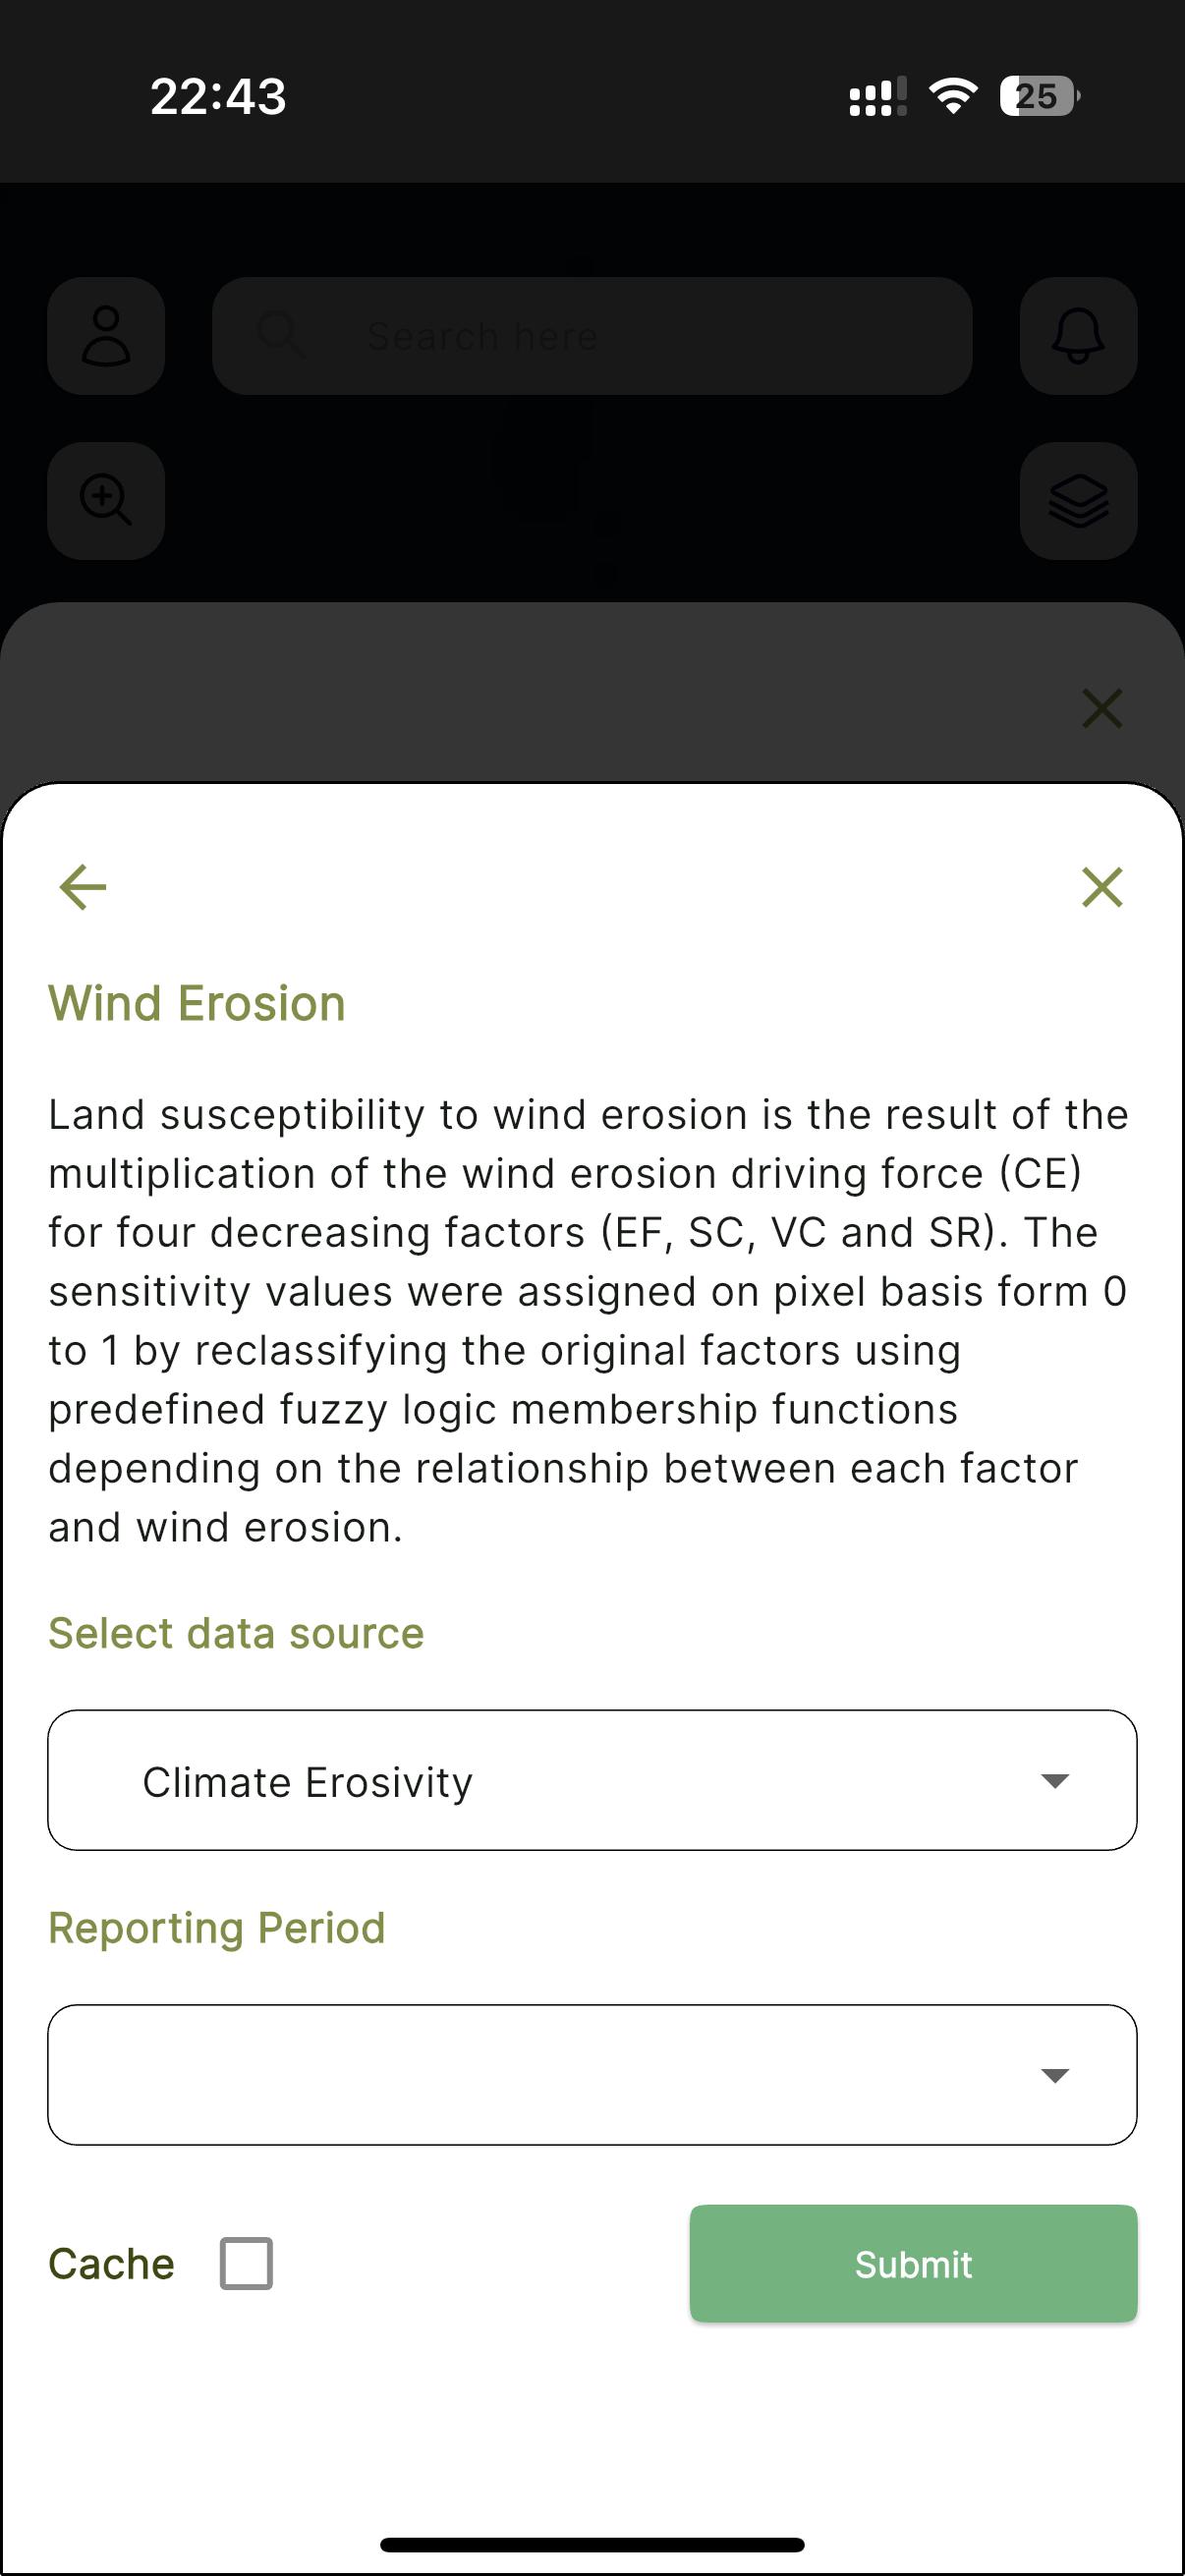 22:43
25
Search here
Wind Erosion
Land susceptibility to wind erosion is the result of the
multiplication of the wind erosion driving force (CE)
for four decreasing factors (EF, SC, VC and SR). The
sensitivity values were assigned on pixel basis form 0
to 1 by reclassifying the original factors using
predefined fuzzy logic membership functions
depending on the relationship between each factor
and wind erosion.
Select data source
Climate Erosivity
Reporting Period
Cache
Submit